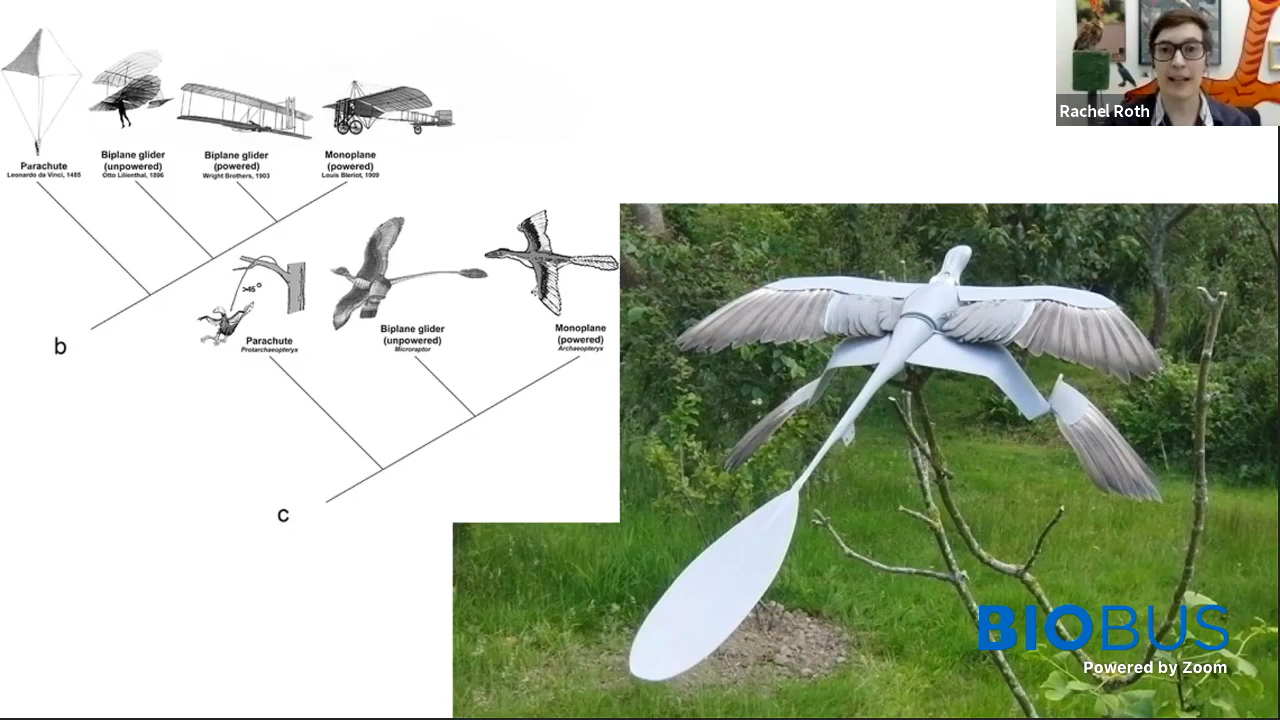 Rachel Roth
Parachute
Leonardo da Vinci, 1485
Biplane glider
(unpowered)
Otto Lilienthal, 1896
Biplane glider
(powered)
Wright Brothers, 1903
Monoplane
(powered)
Louis Bleriot, 1909
b
>45°
Parachute
Protarchaeopteryx
Biplane glider
(unpowered)
Microraptor
Monoplane
(powered)
Archaeopteryx
c
BIOBUS
Powered by Zoom